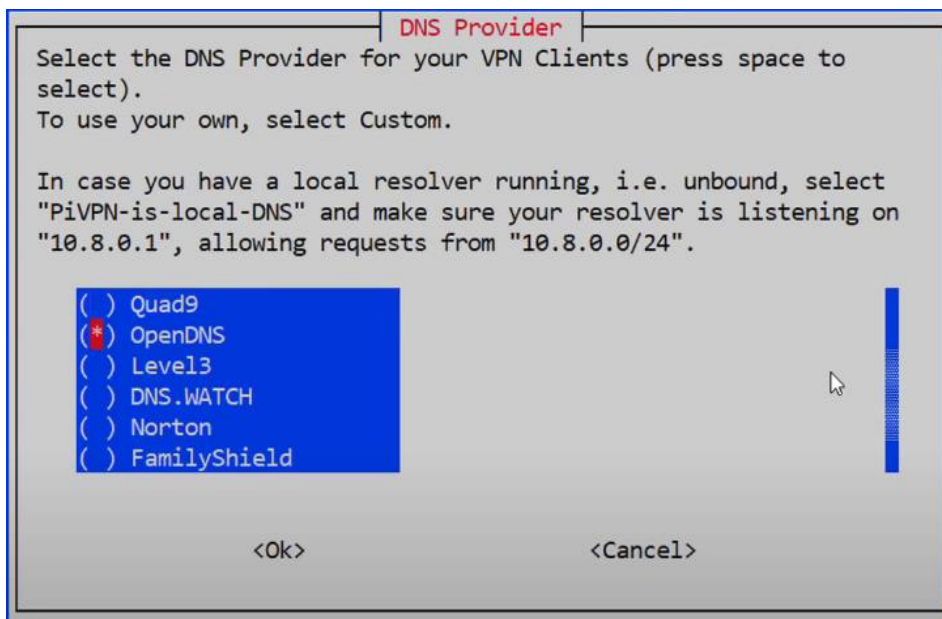 DNS Provider
Select the DNS Provider for your VPN Clients (press space to
select).
To use your own, select Custom.
In case you have a local resolver running, i.e. unbound, select
"PiVPN-is-local-DNS" and make sure your resolver is listening on
"10.8.0.1", allowing requests from "10.8.0.0/24".
( ) Quad9
(*) OpenDNS
( ) Level3
( ) DNS.WATCH
( ) Norton
( ) FamilyShield
<Ok> <Cancel>